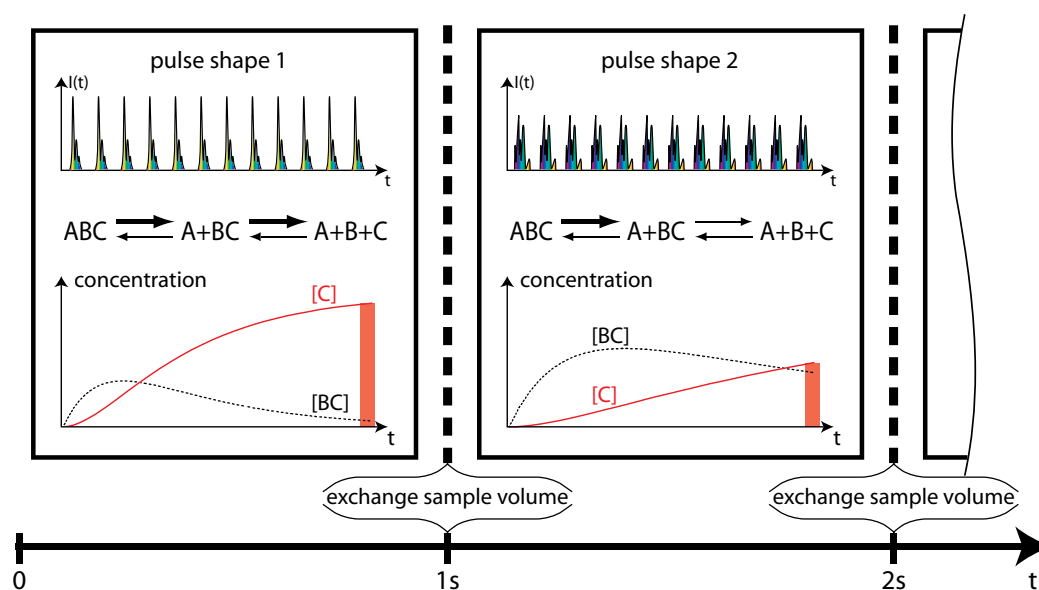 pulse shape 1
I(t)
t
ABC A+BC A+B+C
concentration
[C]
[BC]
t
pulse shape 2
I(t)
t
ABC A+BC A+B+C
concentration
[BC]
[C]
t
exchange sample volume
exchange sample volume
0 1s 2s t